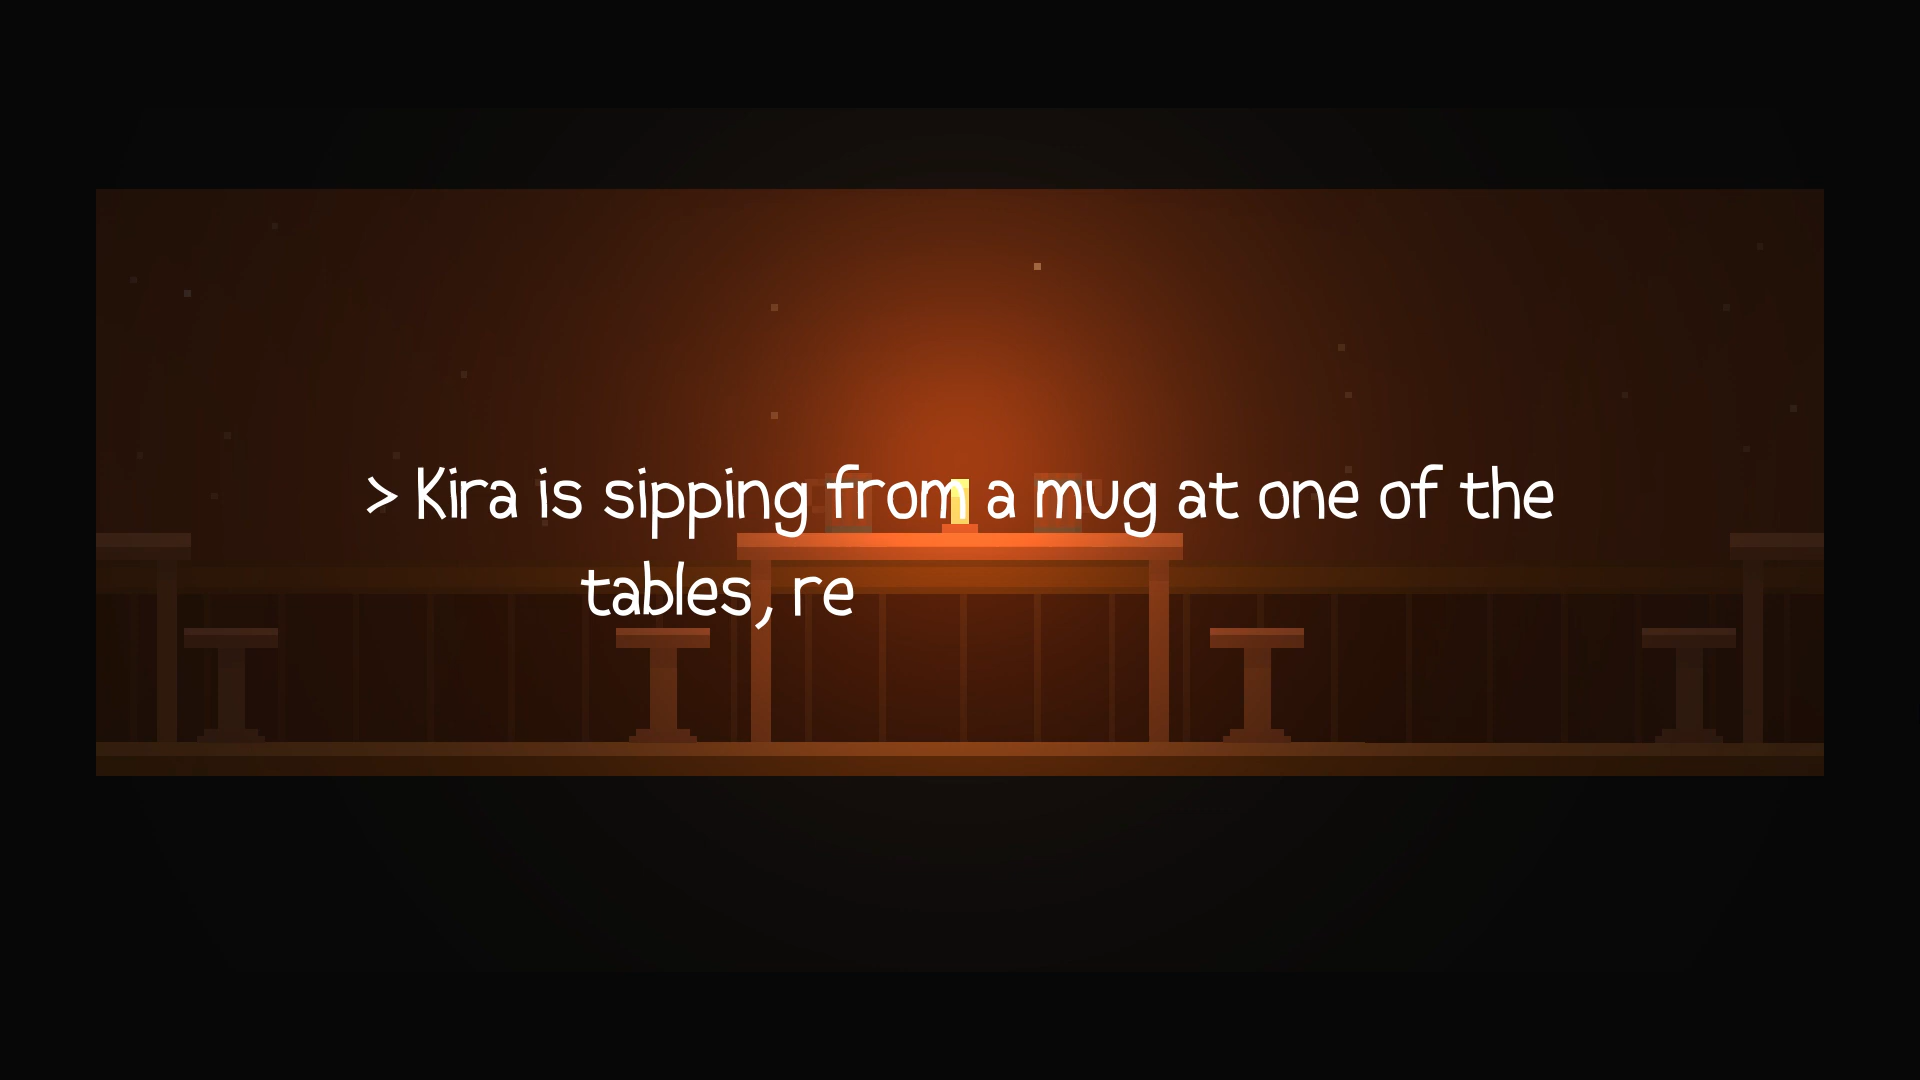 > Kira is sipping from a mug at one of the
tables, re